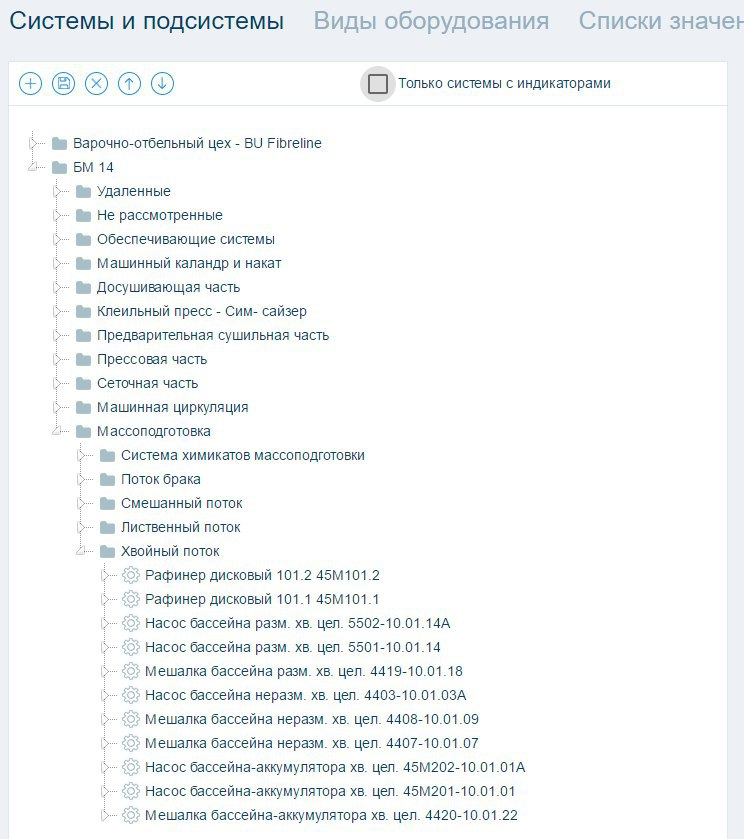 Системы и подсистемы Виды оборудования Списки значен
Только системы с индикаторами
Варочно-отбельный цех - BU Fibreline
БМ 14
Удаленные
Не рассмотренные
Обеспечивающие системы
Машинный каландр и накат
Досушивающая часть
Клеильный пресс - Сим- сайзер
Предварительная сушильная часть
Прессовая часть
Сеточная часть
Машинная циркуляция
Массоподготовка
Система химикатов массоподготовки
Поток брака
Смешанный поток
Лиственный поток
Хвойный поток
Рафинер дисковый 101.2 45М101.2
Рафинер дисковый 101.1 45М101.1
Насос бассейна разм. хв. цел. 5502-10.01.14А
Насос бассейна разм. хв. цел. 5501-10.01.14
Мешалка бассейна разм. хв. цел. 4419-10.01.18
Насос бассейна неразм. хв. цел. 4403-10.01.03А
Мешалка бассейна неразм. хв. цел. 4408-10.01.09
Мешалка бассейна неразм. хв. цел. 4407-10.01.07
Насос бассейна-аккумулятора хв. цел. 45М202-10.01.01А
Насос бассейна-аккумулятора хв. цел. 45М201-10.01.01
Мешалка бассейна-аккумулятора хв. цел. 4420-10.01.22